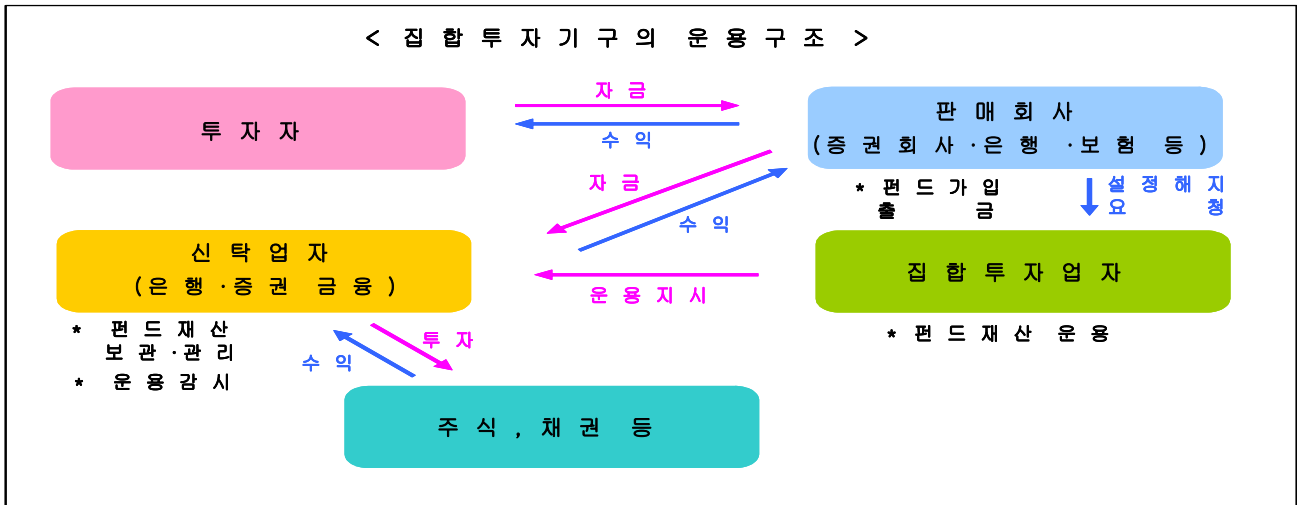 < 집합투자기구의 운용구조 >
자금
수익
투자자
판매회사
(증권회사·은행·보험 등)
자금
수익
* 펀드가입
출금
설정해지
요청
신탁업자
(은행·증권 금융)
운용지시
집합투자업자
* 펀드재산
보관·관리
* 운용감시
투자
수익
* 펀드재산 운용
주식, 채권 등